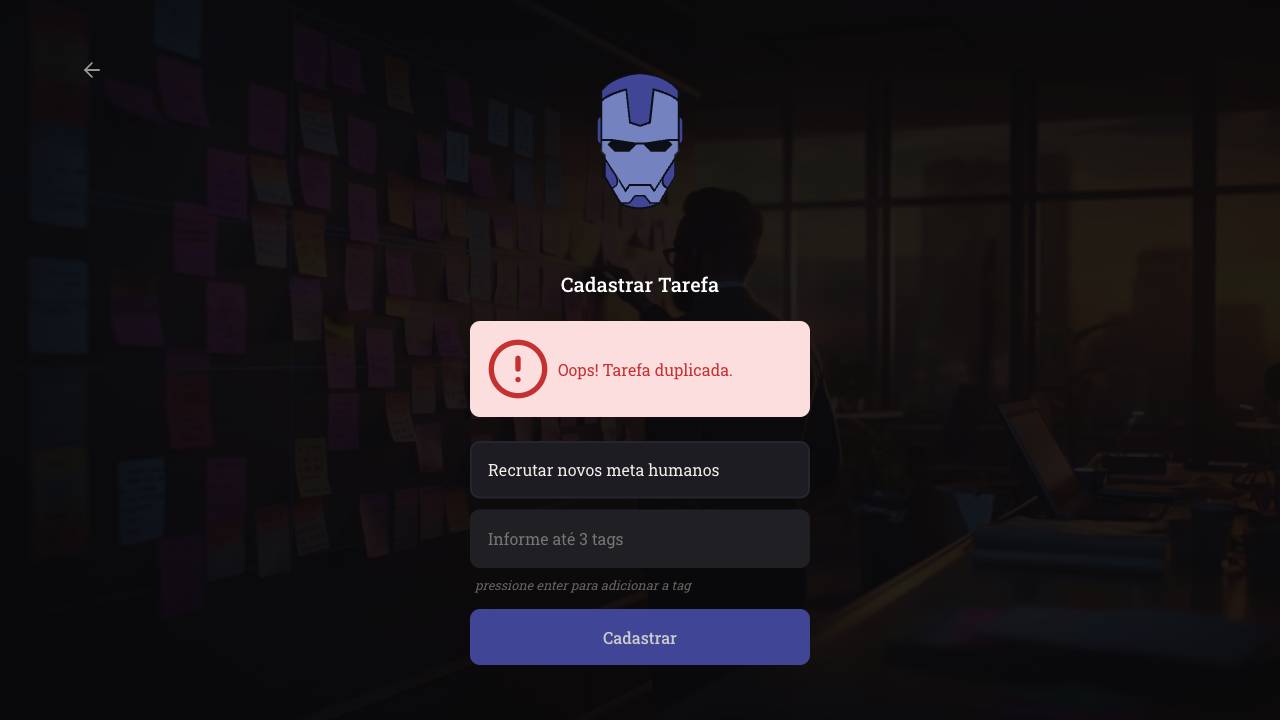 Cadastrar Tarefa
Oops! Tarefa duplicada.
Recrutar novos meta humanos
Informe até 3 tags
pressione enter para adicionar a tag
Cadastrar